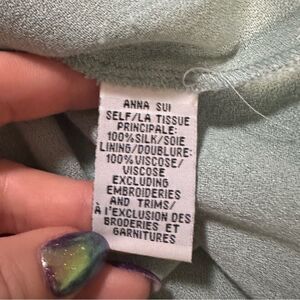 ANNA SUI
SELF/LA TISSUE
PRINCIPALE:
100%SILK/SOIE
LINING/DOUBLURE:
100%VISCOSE/
VISCOSE
EXCLUDING
EMBROIDERIES
AND TRIMS/
À L'EXCLUSION DES
BRODERIES ET
GARNITURES